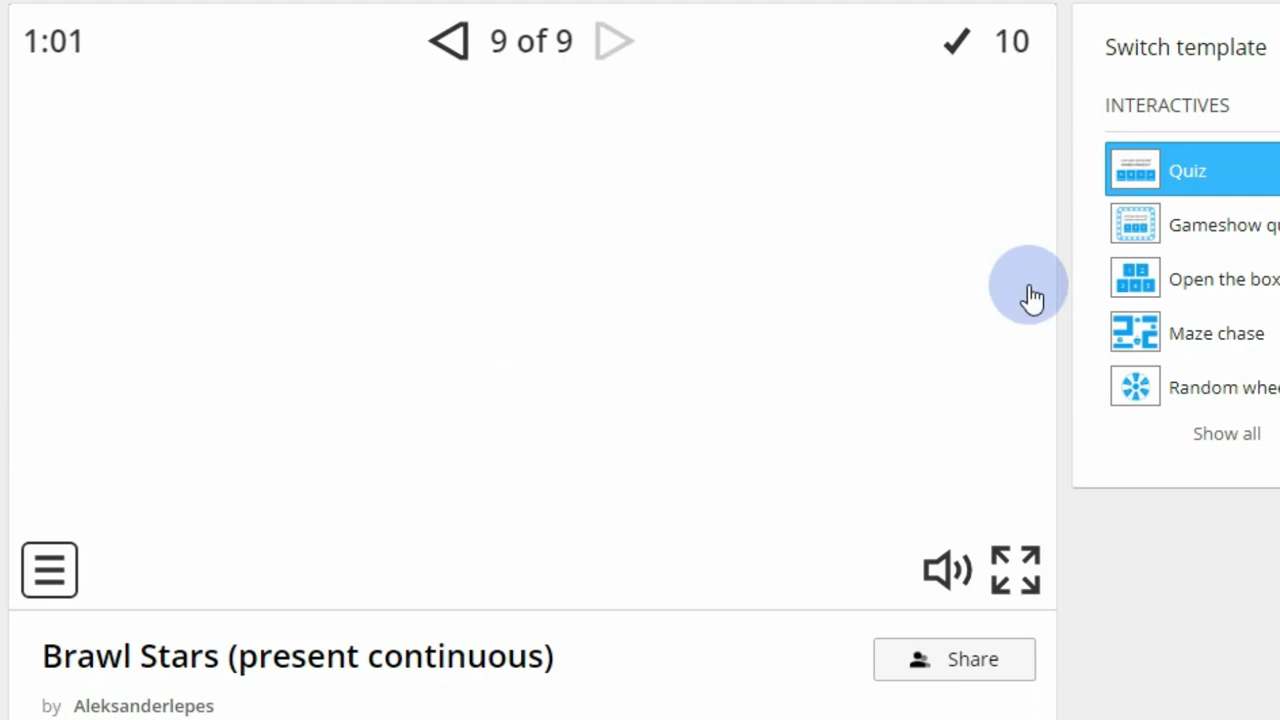 1:01
9 of 9
10
Switch template
INTERACTIVES
Quiz
Gameshow qu
Open the box
Maze chase
Random whee
Show all
Brawl Stars (present continuous)
Share
by Aleksanderlepes